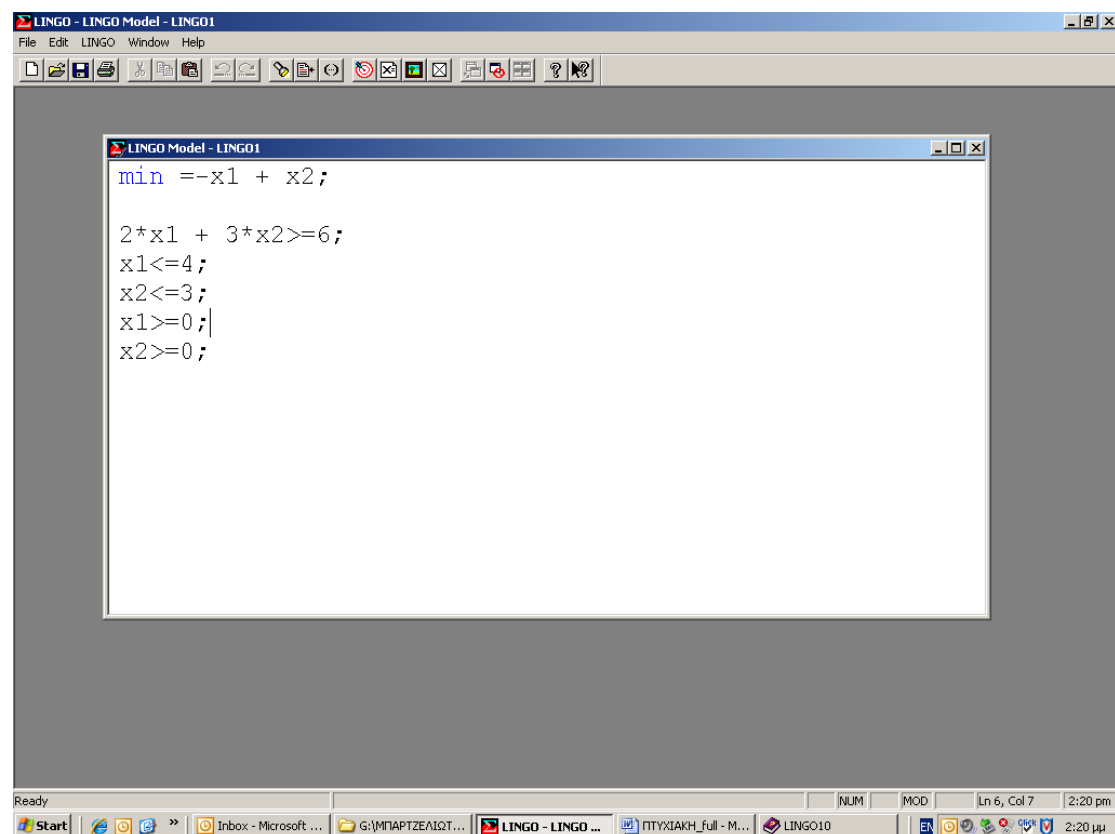 LINGO - LINGO Model - LINGO1
File Edit LINGO Window Help
LINGO Model - LINGO1
min =-x1 + x2;
2*x1 + 3*x2>=6;
x1<=4;
x2<=3;
x1>=0;
x2>=0;
Ready NUM MOD Ln 6, Col 7 2:20 pm
Start » Inbox - Microsoft ... G:\ΜΠΑΡΤΖΕΛΙΩΤ... LINGO - LINGO ... ΠΤΥΧΙΑΚΗ_full - M... LINGO10 EN 2:20 μμ